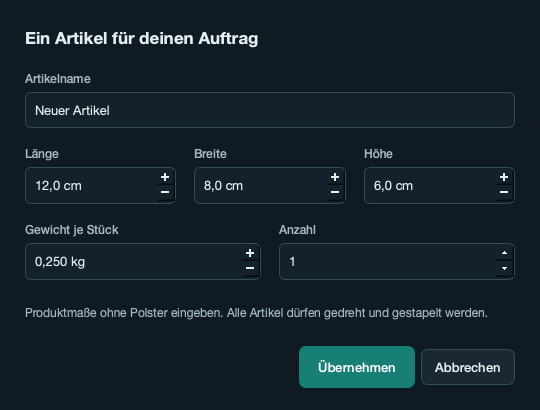 Ein Artikel für deinen Auftrag
Artikelname
Neuer Artikel
Länge Breite Höhe
12,0 cm + − 8,0 cm + − 6,0 cm + −
Gewicht je Stück Anzahl
0,250 kg + − 1
Produktmaße ohne Polster eingeben. Alle Artikel dürfen gedreht und gestapelt werden.
Übernehmen Abbrechen